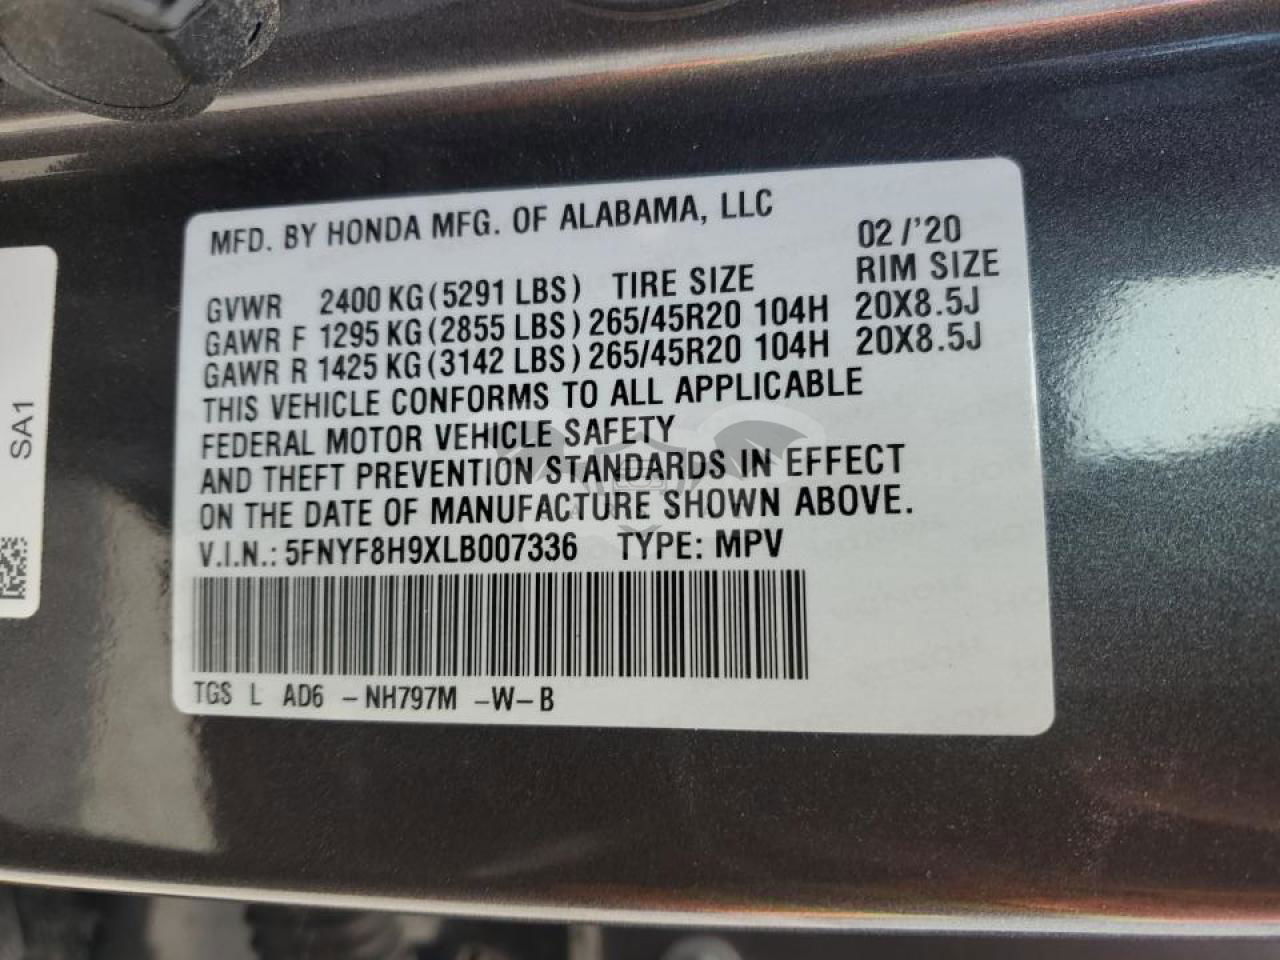 MFD. BY HONDA MFG. OF ALABAMA, LLC
02/'20
GVWR 2400 KG (5291 LBS) TIRE SIZE RIM SIZE
GAWR F 1295 KG (2855 LBS) 265/45R20 104H 20X8.5J
GAWR R 1425 KG (3142 LBS) 265/45R20 104H 20X8.5J
THIS VEHICLE CONFORMS TO ALL APPLICABLE
FEDERAL MOTOR VEHICLE SAFETY
AND THEFT PREVENTION STANDARDS IN EFFECT
ON THE DATE OF MANUFACTURE SHOWN ABOVE.
V.I.N.: 5FNYF8H9XLB007336 TYPE: MPV
TGS L AD6 -NH797M -W-B
SA1